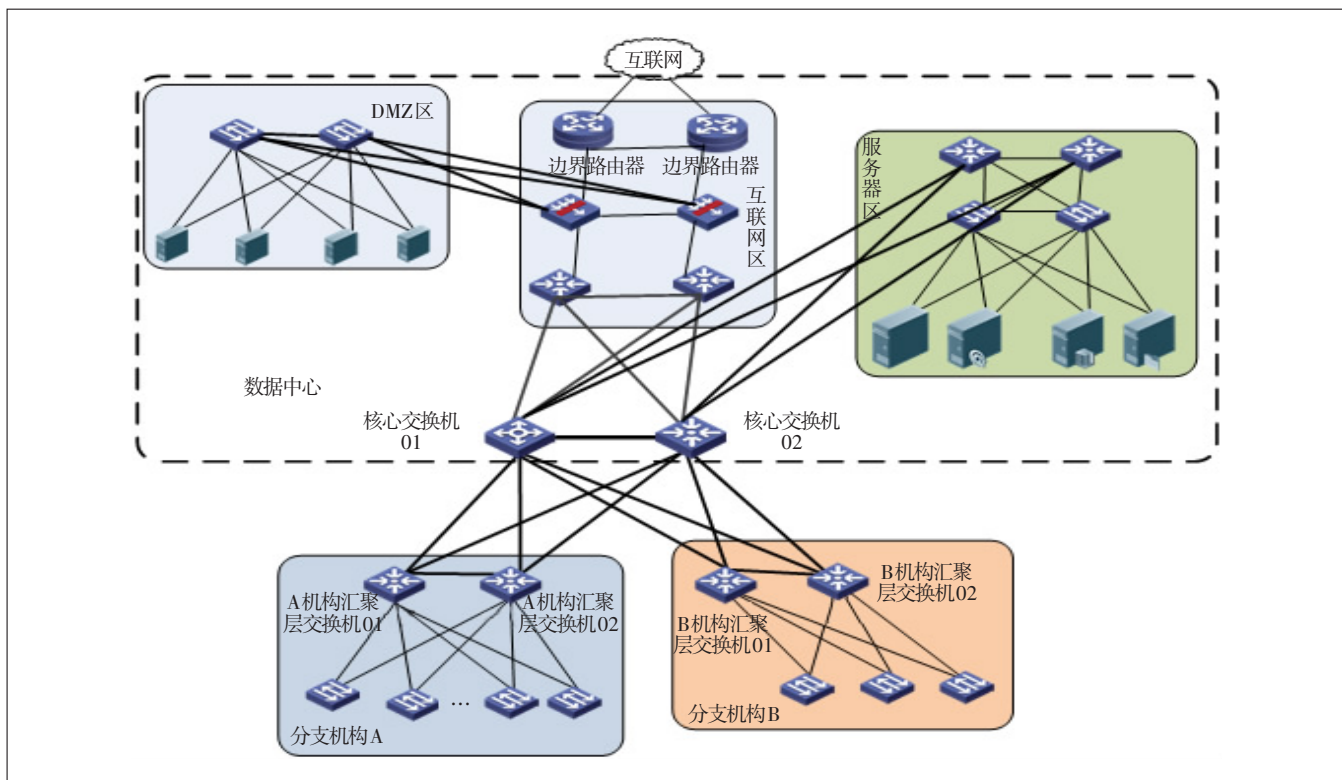 互联网
DMZ区
边界路由器
边界路由器
互联网区
服务器区
数据中心
核心交换机
01
核心交换机
02
A机构汇聚
层交换机01
A机构汇聚
层交换机02
B机构汇聚
层交换机01
B机构汇聚
层交换机02
…
分支机构A
分支机构B